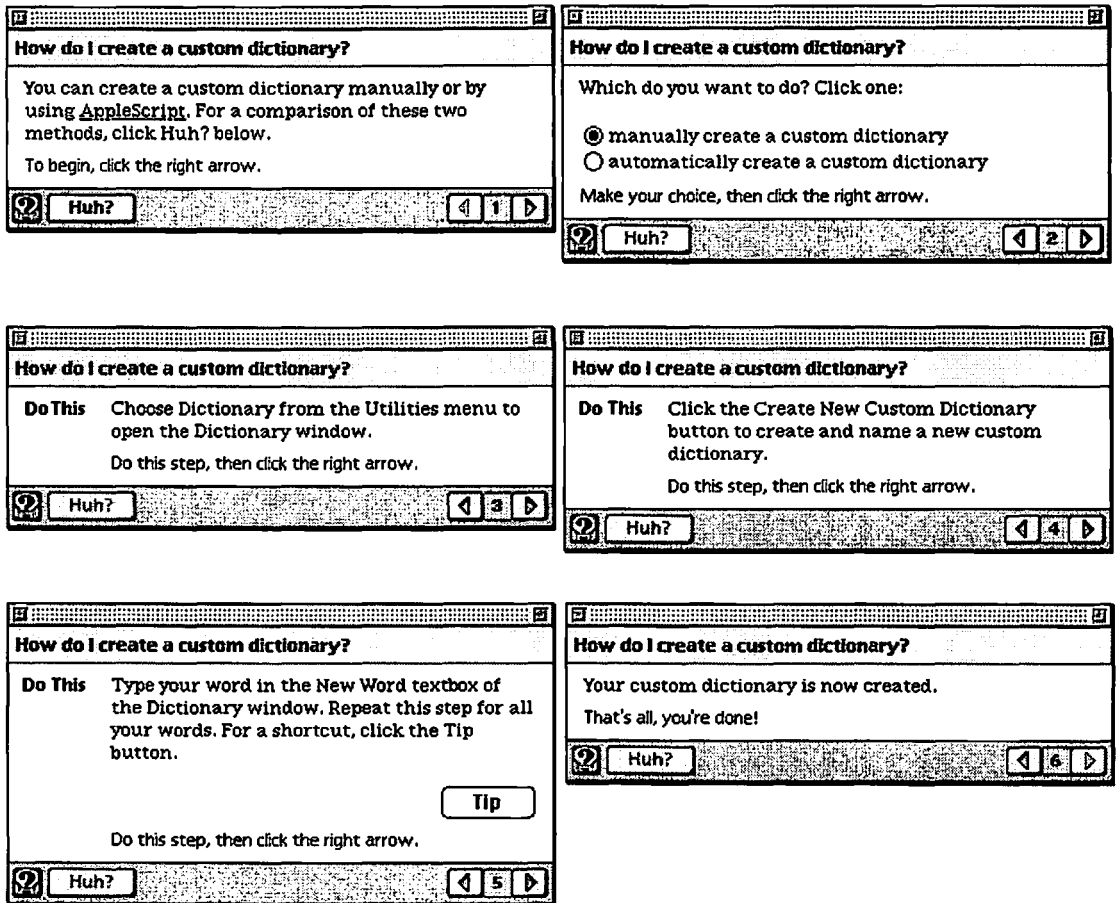 How do I create a custom dictionary?
You can create a custom dictionary manually or by
using AppleScript. For a comparison of these two
methods, click Huh? below.
To begin, click the right arrow.
Huh?
1
How do I create a custom dictionary?
Which do you want to do? Click one:
manually create a custom dictionary
automatically create a custom dictionary
Make your choice, then click the right arrow.
Huh?
2
How do I create a custom dictionary?
Do This Choose Dictionary from the Utilities menu to
open the Dictionary window.
Do this step, then click the right arrow.
Huh?
3
How do I create a custom dictionary?
Do This Click the Create New Custom Dictionary
button to create and name a new custom
dictionary.
Do this step, then click the right arrow.
Huh?
4
How do I create a custom dictionary?
Do This Type your word in the New Word textbox of
the Dictionary window. Repeat this step for all
your words. For a shortcut, click the Tip
button.
Tip
Do this step, then click the right arrow.
Huh?
5
How do I create a custom dictionary?
Your custom dictionary is now created.
That's all, you're done!
Huh?
6